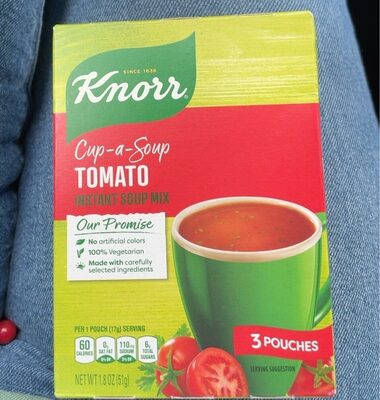 SINCE 1838
Knorr
Cup-a-Soup
TOMATO
INSTANT SOUP MIX
Our Promise
No artificial colors
100% Vegetarian
Made with carefully
selected ingredients
PER 1 POUCH (17g) SERVING
60
CALORIES
0g
SAT FAT
0% DV
110mg
SODIUM
6g
TOTAL
SUGARS
3 POUCHES
SERVING SUGGESTION
NET WT 1.8 OZ (51g)